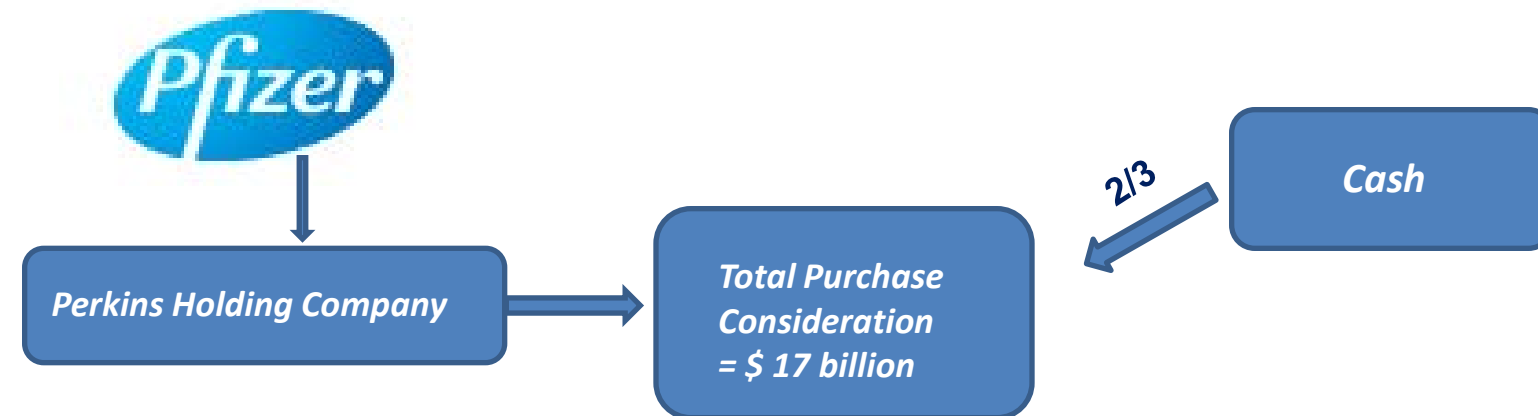 Pfizer
2/3
Cash
Perkins Holding Company
Total Purchase
Consideration
= $ 17 billion